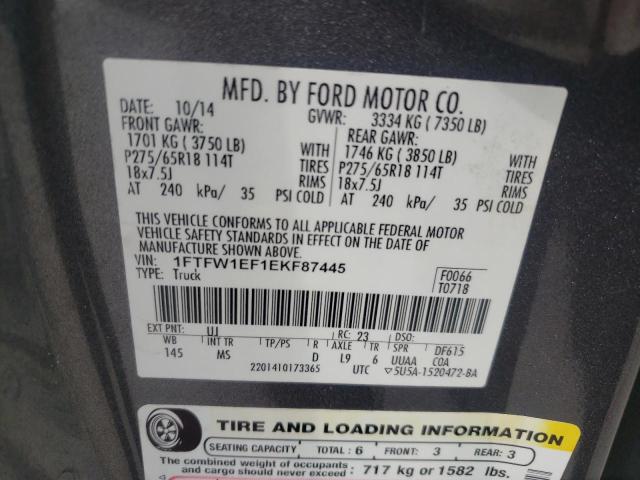 MFD. BY FORD MOTOR CO.
DATE: 10/14 GVWR: 3334 KG ( 7350 LB)
FRONT GAWR: REAR GAWR:
1701 KG ( 3750 LB) WITH 1746 KG ( 3850 LB) WITH
P275/65R18 114T TIRES P275/65R18 114T TIRES
18x7.5J RIMS 18x7.5J RIMS
AT 240 kPa/ 35 PSI COLD AT 240 kPa/ 35 PSI COLD
THIS VEHICLE CONFORMS TO ALL APPLICABLE FEDERAL MOTOR
VEHICLE SAFETY STANDARDS IN EFFECT ON THE DATE OF
MANUFACTURE SHOWN ABOVE.
VIN: 1FTFW1EF1EKF87445 F0066
TYPE: Truck T0718
EXT PNT: UJ RC: 23 DSO:
WB INT TR TP/PS R AXLE TR SPR DF615
145 MS D L9 6 UUAA COA
2201410173365 UTC ▽5U5A-1520472-BA
TIRE AND LOADING INFORMATION
SEATING CAPACITY TOTAL: 6 FRONT: 3 REAR: 3
The combined weight of occupants
and cargo should never exceed: 717 kg or 1582 lbs.